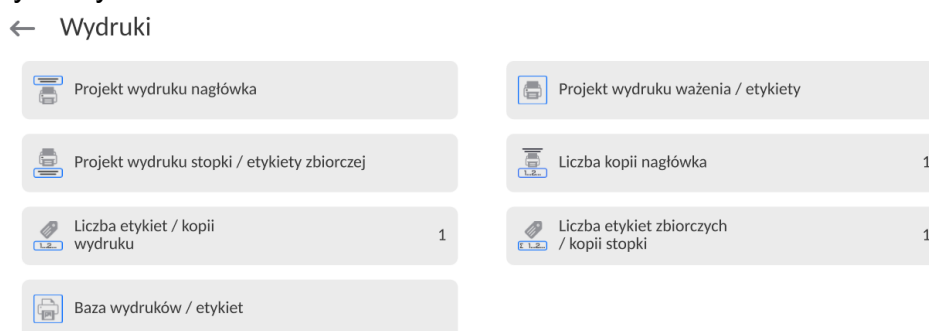 Wydruki
Projekt wydruku nagłówka
Projekt wydruku ważenia / etykiety
Projekt wydruku stopki / etykiety zbiorczej
Liczba kopii nagłówka 1
Liczba etykiet / kopii
wydruku 1
Liczba etykiet zbiorczych
/ kopii stopki 1
Baza wydruków / etykiet